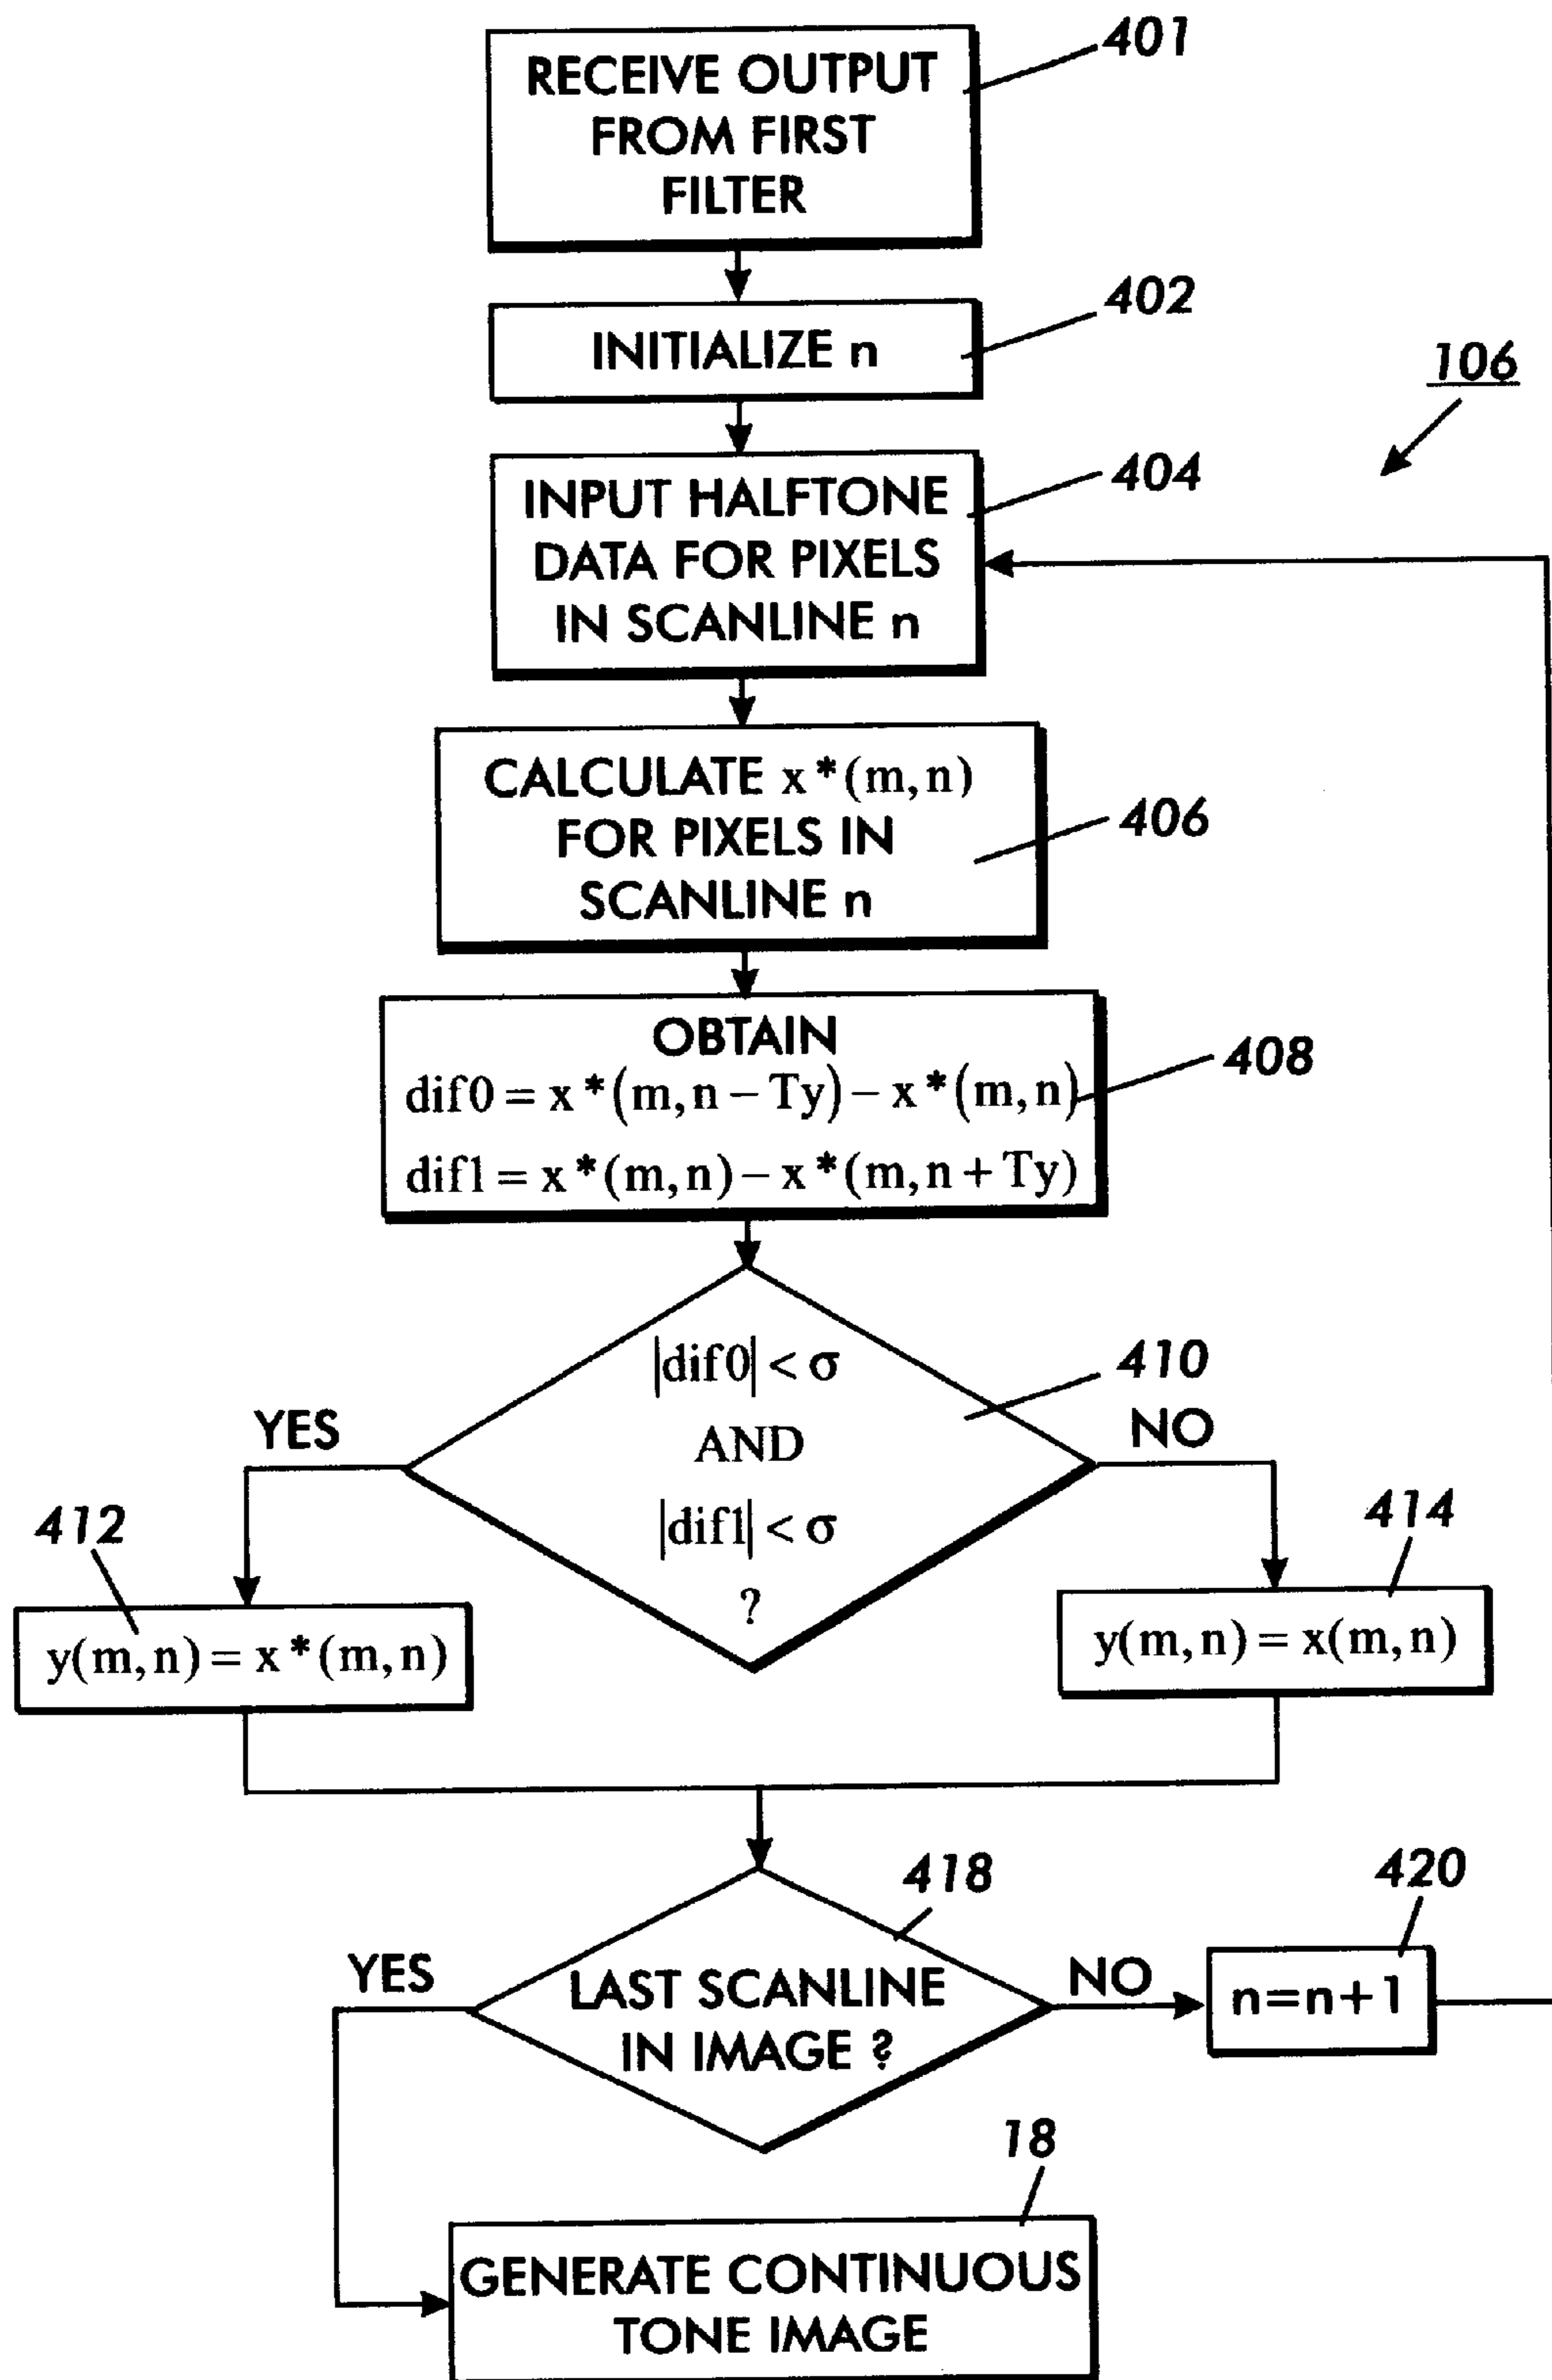 401
RECEIVE OUTPUT
FROM FIRST
FILTER
402
INITIALIZE n
106
404
INPUT HALFTONE
DATA FOR PIXELS
IN SCANLINE n
CALCULATE x*(m,n)
FOR PIXELS IN
SCANLINE n
406
OBTAIN
dif0 = x*(m,n−Ty)−x*(m,n)
dif1 = x*(m,n)−x*(m,n+Ty)
408
|dif0| < σ
AND
|dif1| < σ
?
410
YES
NO
412
y(m,n) = x*(m,n)
414
y(m,n) = x(m,n)
418
LAST SCANLINE
IN IMAGE ?
YES
NO
420
n=n+1
18
GENERATE CONTINUOUS
TONE IMAGE